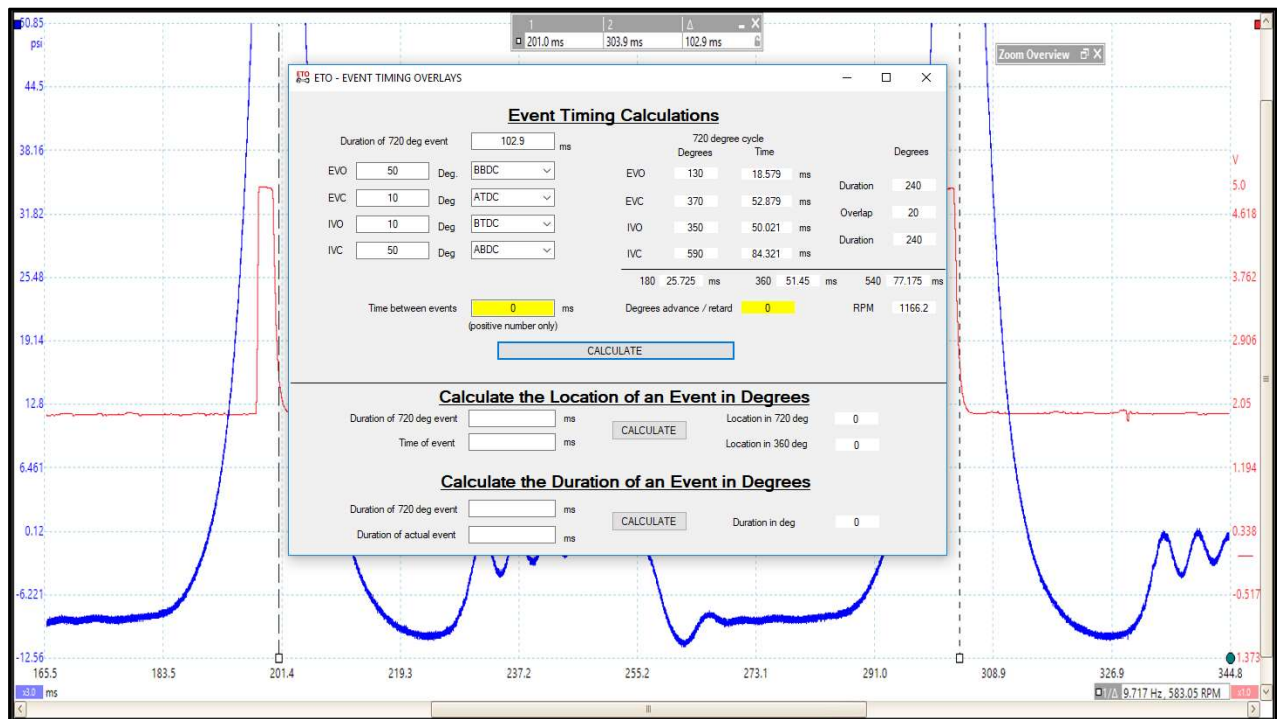 1 2 Δ
201.0 ms 303.9 ms 102.9 ms
50.85
psi
44.5
38.16
31.82
25.48
19.14
12.8
6.461
0.12
-6.221
-12.56
Zoom Overview
ETO ETO - EVENT TIMING OVERLAYS
Event Timing Calculations
Duration of 720 deg event 102.9 ms
720 degree cycle
Degrees Time Degrees
EVO 50 Deg. BBDC EVO 130 18.579 ms
Duration 240
EVC 10 Deg ATDC EVC 370 52.879 ms
Overlap 20
IVO 10 Deg BTDC IVO 350 50.021 ms
Duration 240
IVC 50 Deg ABDC IVC 590 84.321 ms
180 25.725 ms 360 51.45 ms 540 77.175 ms
Time between events 0 ms Degrees advance / retard 0 RPM 1166.2
(positive number only)
CALCULATE
Calculate the Location of an Event in Degrees
Duration of 720 deg event ms Location in 720 deg 0
CALCULATE
Time of event ms Location in 360 deg 0
Calculate the Duration of an Event in Degrees
Duration of 720 deg event ms
CALCULATE Duration in deg 0
Duration of actual event ms
V
5.0
4.618
3.762
2.906
2.05
1.194
0.338
-0.517
1.373
165.5 183.5 201.4 219.3 237.2 255.2 273.1 291.0 308.9 326.9 344.8
x3.0 ms
1/Δ 9.717 Hz, 583.05 RPM x1.0